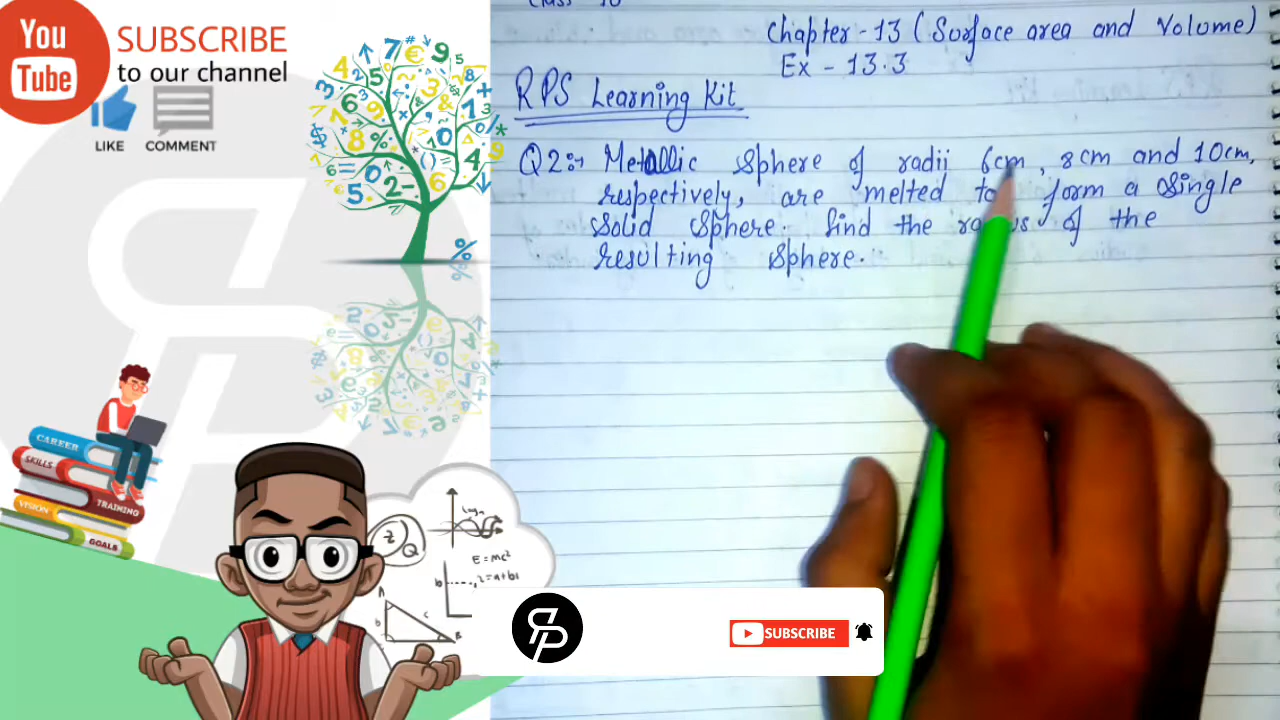 You
Tube
SUBSCRIBE
to our channel
LIKE COMMENT
CAREER
SKILLS
TRAINING
VISION
GOALS
E=mc²
SUBSCRIBE
Chapter - 13 (Surface area and Volume)
Ex - 13.3
RPS Learning Kit
Q2:- Metallic sphere of radii 6cm, 8cm and 10cm,
respectively, are melted to form a single
solid sphere. find the radius of the
resulting sphere.